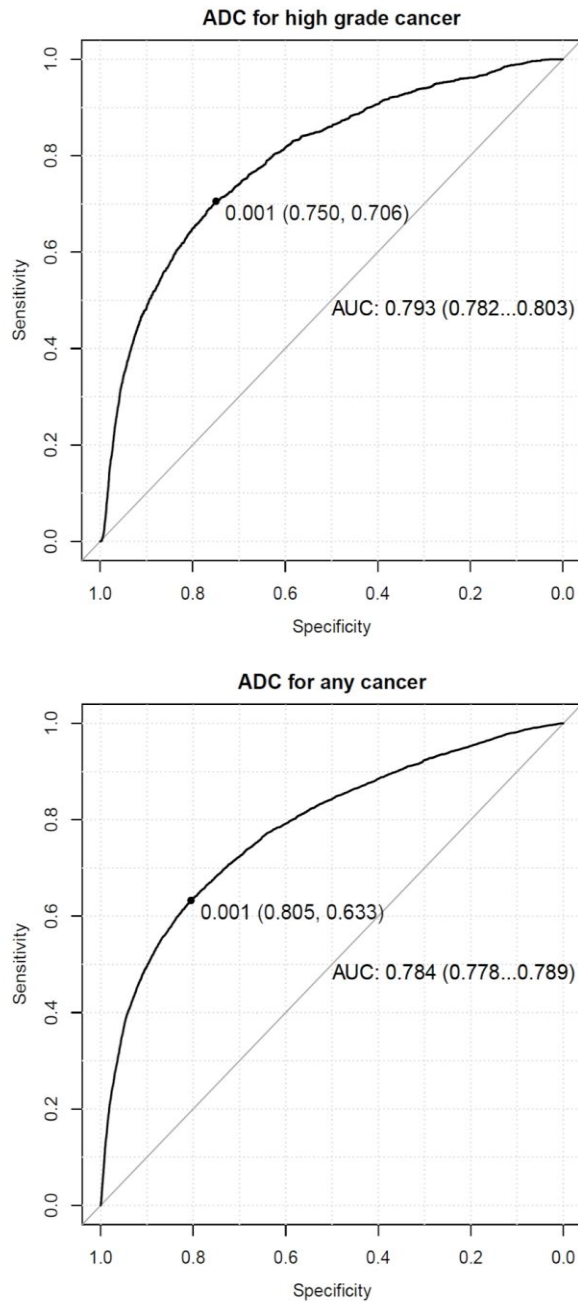 ADC for high grade cancer
1.0
0.8
0.6
0.4
0.2
0.0
Sensitivity
0.001 (0.750, 0.706)
AUC: 0.793 (0.782...0.803)
1.0 0.8 0.6 0.4 0.2 0.0
Specificity
ADC for any cancer
1.0
0.8
0.6
0.4
0.2
0.0
Sensitivity
0.001 (0.805, 0.633)
AUC: 0.784 (0.778...0.789)
1.0 0.8 0.6 0.4 0.2 0.0
Specificity